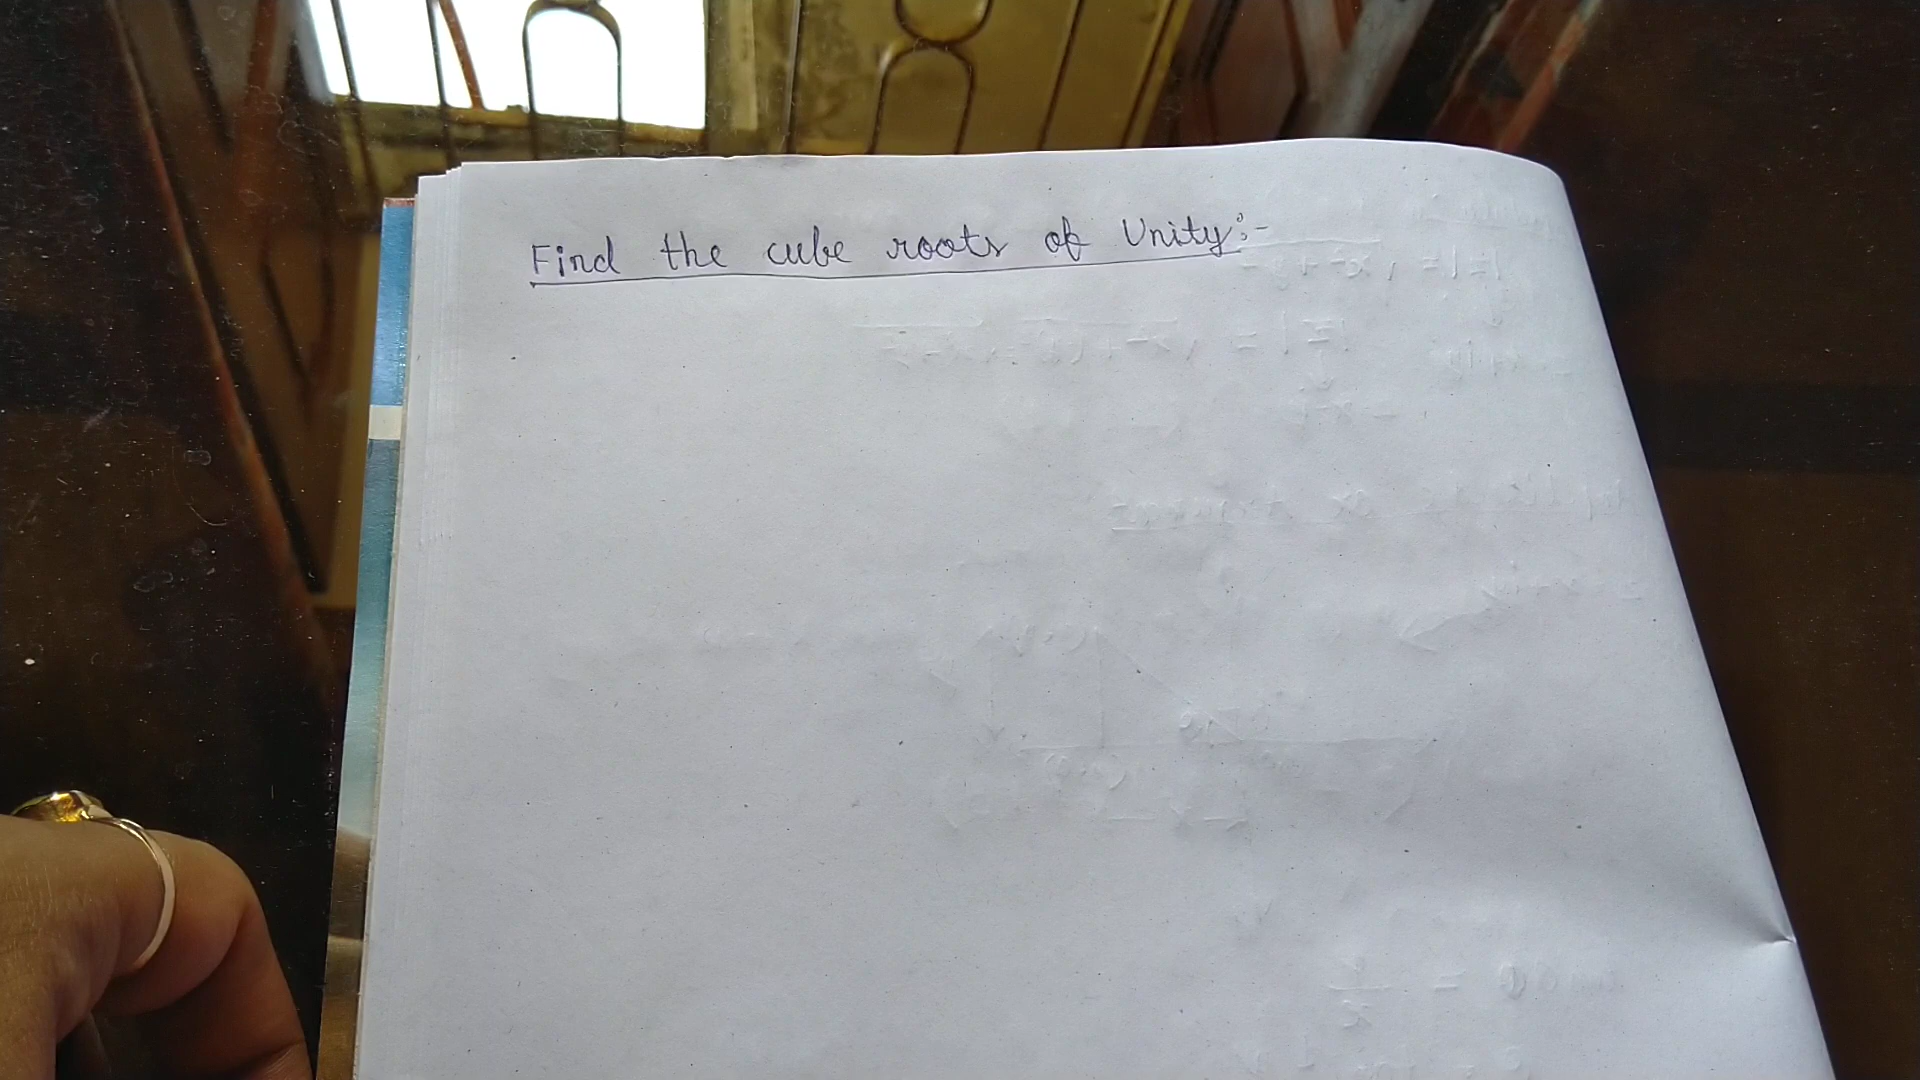 Find the cube roots of Unity:-